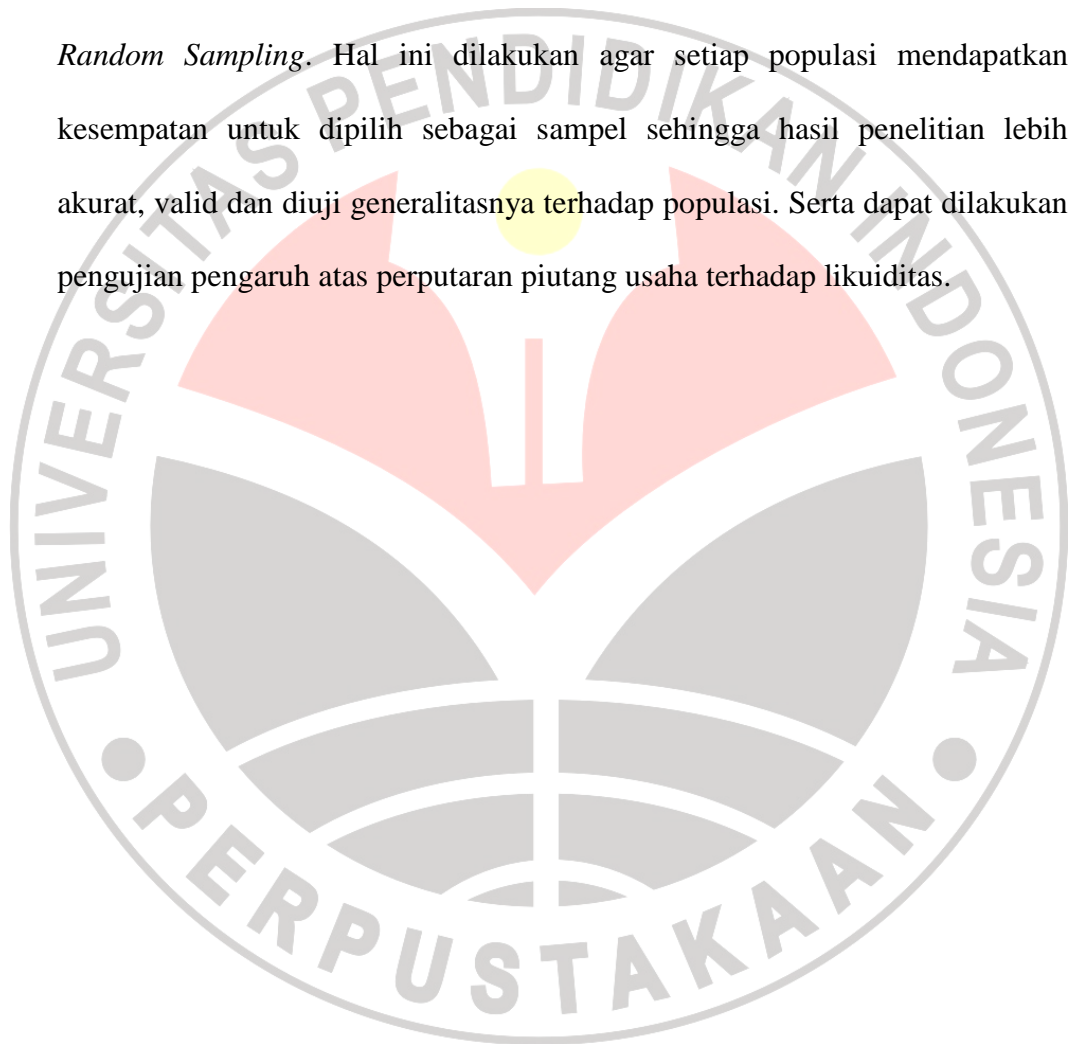 Random Sampling. Hal ini dilakukan agar setiap populasi mendapatkan
kesempatan untuk dipilih sebagai sampel sehingga hasil penelitian lebih
akurat, valid dan diuji generalitasnya terhadap populasi. Serta dapat dilakukan
pengujian pengaruh atas perputaran piutang usaha terhadap likuiditas.
UNIVERSITAS PENDIDIKAN INDONESIA
PERPUSTAKAAN